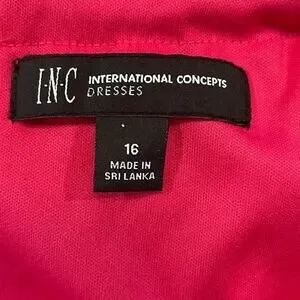 I·N·C INTERNATIONAL CONCEPTS
DRESSES
16
MADE IN
SRI LANKA